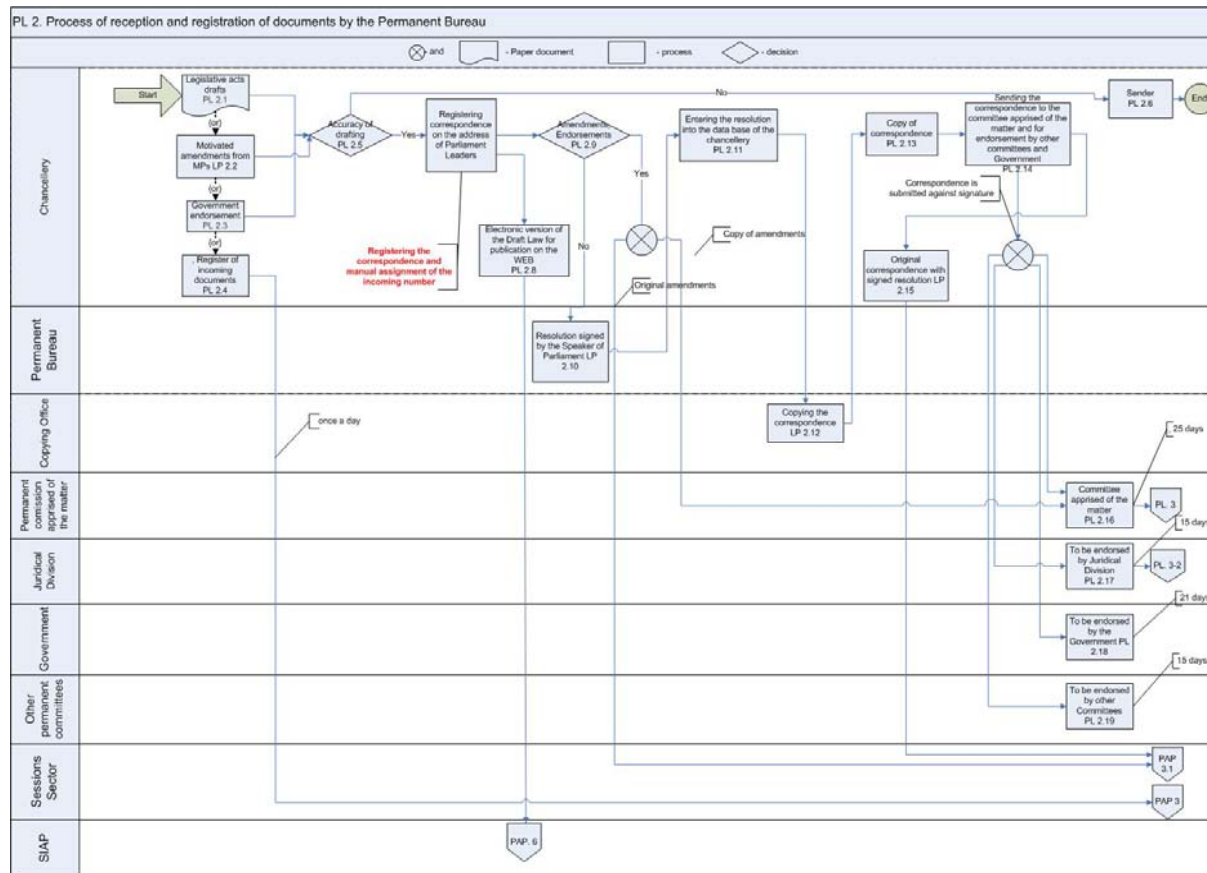 PL 2. Process of reception and registration of documents by the Permanent Bureau
and
- Paper document
- process
- decision
Chancellery
Start
Legislative acts
drafts
PL 2.1
(or)
Motivated
amendments from
MPs LP 2.2
(or)
Government
endorsement
PL 2.3
(or)
. Register of
incoming
documents
PL 2.4
Accuracy of
drafting
PL 2.5
No
Yes
Registering
correspondence
on the address
of Parliament
Leaders
Registering the
correspondence and
manual assignment of the
incoming number
Electronic version
of the Draft Law for
publication on the
WEB
PL 2.8
Amendments,
Endorsements
PL 2.9
Yes
No
Original amendments
Copy of amendments
Entering the resolution
into the data base of the
chancellery
PL 2.11
Copy of
correspondence
PL 2.13
Sending the
correspondence to the
committee apprised of the
matter and for
endorsement by other
committees and
Government
PL 2.14
Sender
PL 2.6
End
Correspondence is
submitted against signature
Original
correspondence with
signed resolution LP
2.15
Permanent
Bureau
Resolution signed
by the Speaker of
Parliament LP
2.10
Copying Office
once a day
Copying the
correspondence
LP 2.12
25 days
Permanent
comission
apprised of
the matter
Committee
apprised of the
matter
PL 2.16
PL. 3
15 days
Juridical
Division
To be endorsed
by Juridical
Division
PL 2.17
PL. 3-2
Government
21 days
To be endorsed
by the
Government PL
2.18
Other
permanent
committees
15 days
To be endorsed
by other
Committees
PL 2.19
Sessions
Sector
PAP
3.1
PAP 3
SIAP
PAP. 6